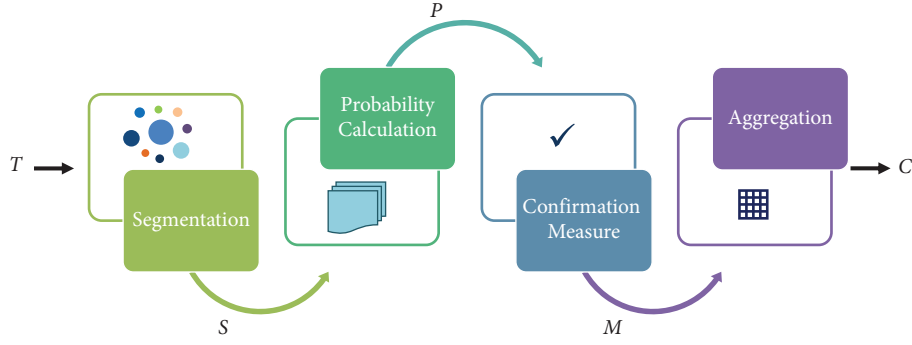 P
Probability
Calculation
Aggregation
T
C
Segmentation
Confirmation
Measure
S
M